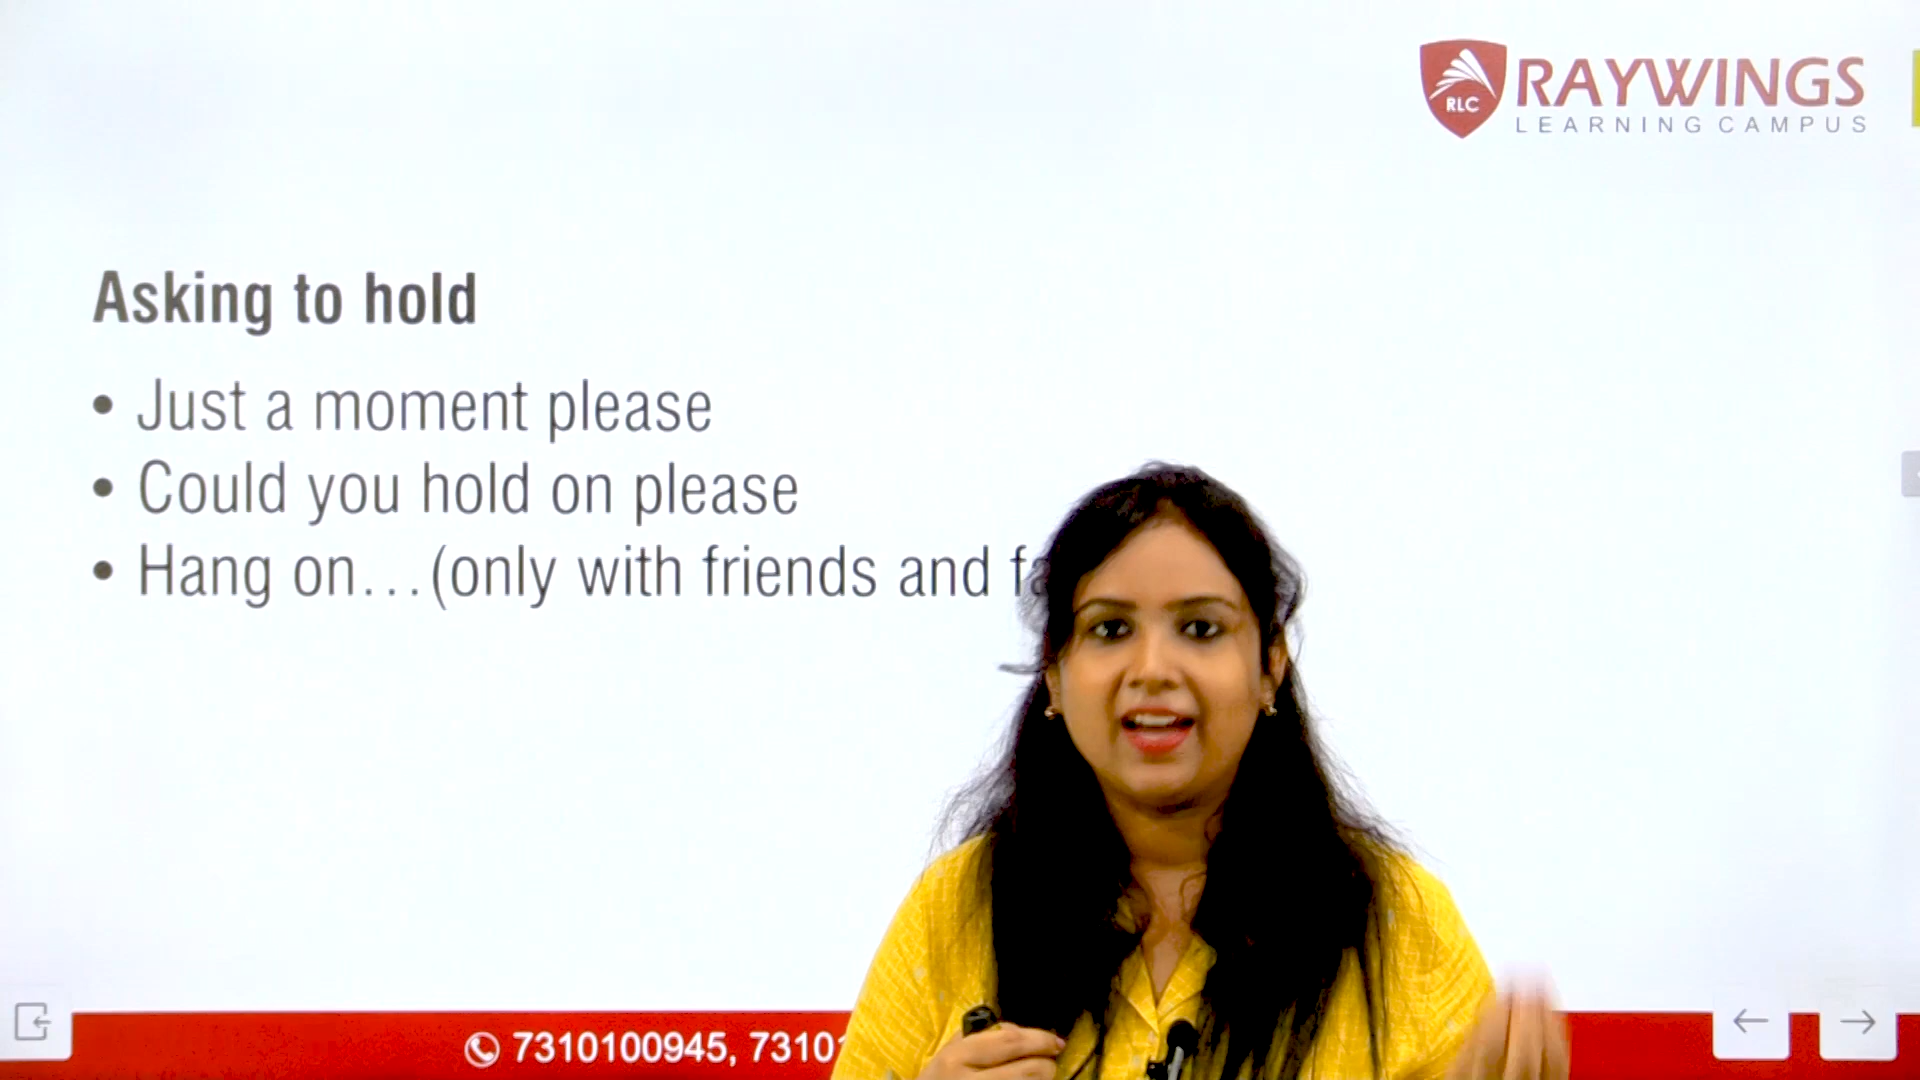 RLC
RAYWINGS
LEARNING CAMPUS
Asking to hold
• Just a moment please
• Could you hold on please
• Hang on...(only with friends and
7310100945, 7310